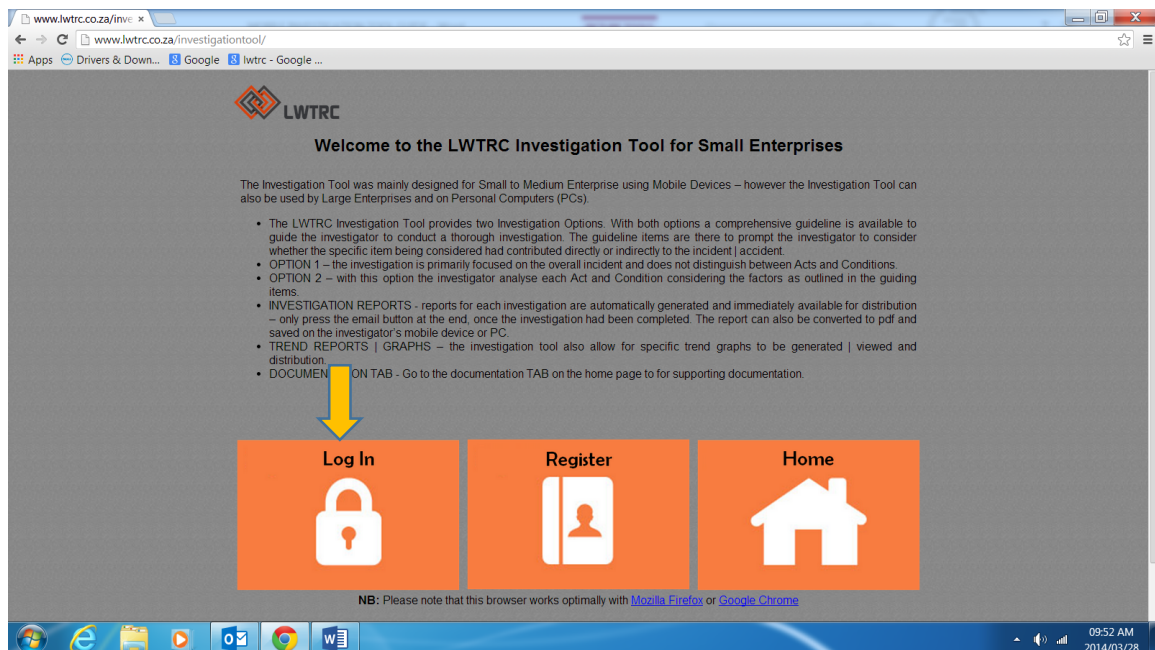 www.lwtrc.co.za/inve
www.lwtrc.co.za/investigationtool/
Apps Drivers & Down... Google lwtrc - Google ...
LWTRC
Welcome to the LWTRC Investigation Tool for Small Enterprises
The Investigation Tool was mainly designed for Small to Medium Enterprise using Mobile Devices – however the Investigation Tool can
also be used by Large Enterprises and on Personal Computers (PCs).
• The LWTRC Investigation Tool provides two Investigation Options. With both options a comprehensive guideline is available to
guide the investigator to conduct a thorough investigation. The guideline items are there to prompt the investigator to consider
whether the specific item being considered had contributed directly or indirectly to the incident | accident.
• OPTION 1 – the investigation is primarily focused on the overall incident and does not distinguish between Acts and Conditions.
• OPTION 2 – with this option the investigator analyse each Act and Condition considering the factors as outlined in the guiding
items.
• INVESTIGATION REPORTS - reports for each investigation are automatically generated and immediately available for distribution
– only press the email button at the end, once the investigation had been completed. The report can also be converted to pdf and
saved on the investigator's mobile device or PC.
• TREND REPORTS | GRAPHS – the investigation tool also allow for specific trend graphs to be generated | viewed and
distribution.
• DOCUMEN ON TAB - Go to the documentation TAB on the home page to for supporting documentation.
Log In Register Home
NB: Please note that this browser works optimally with Mozilla Firefox or Google Chrome
09:52 AM
2014/03/28